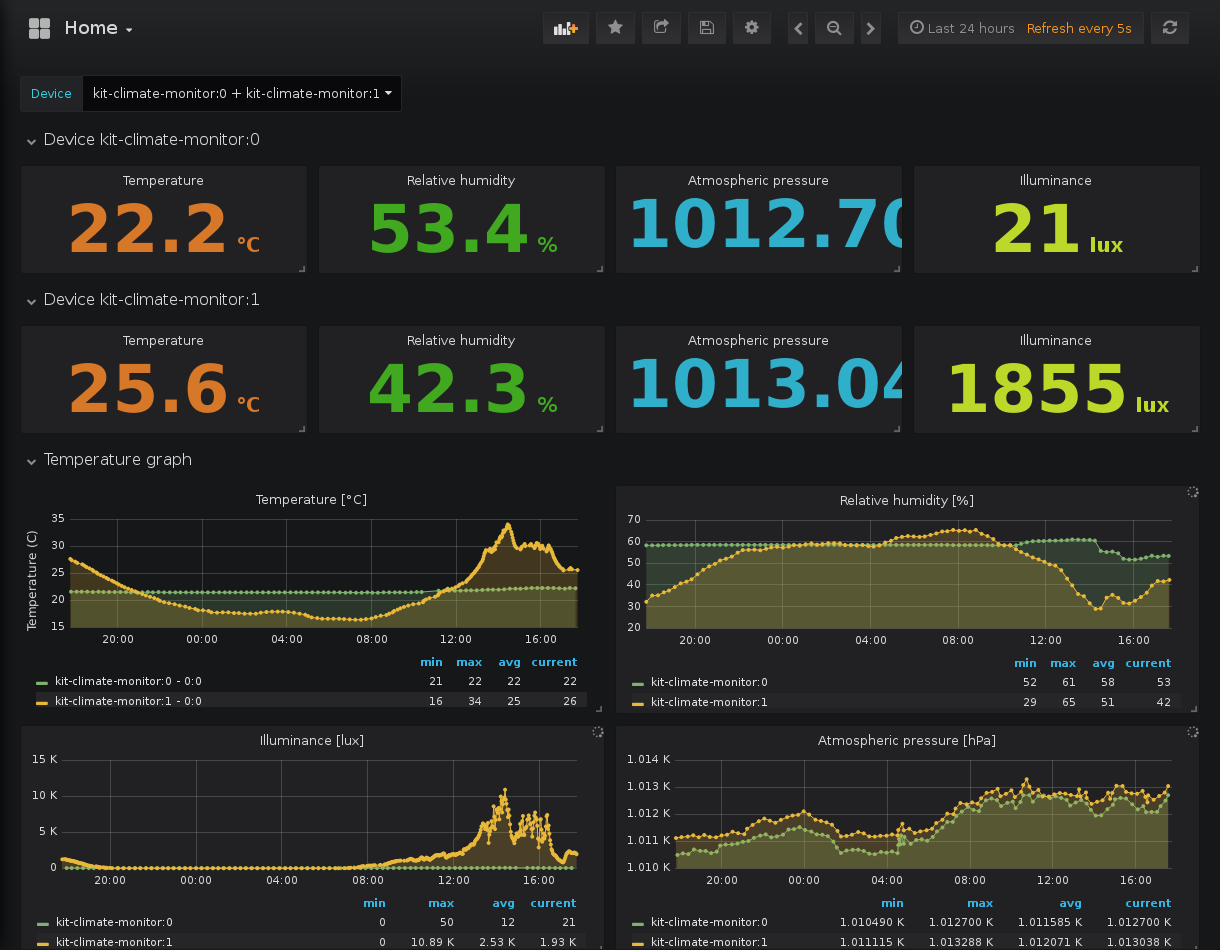 Home
Last 24 hours Refresh every 5s
Device kit-climate-monitor:0 + kit-climate-monitor:1
Device kit-climate-monitor:0
Temperature Relative humidity Atmospheric pressure Illuminance
22.2 °C 53.4 % 1012.70 21 lux
Device kit-climate-monitor:1
Temperature Relative humidity Atmospheric pressure Illuminance
25.6 °C 42.3 % 1013.04 1855 lux
Temperature graph
Temperature [°C]
Temperature (C)
35
30
25
20
15
20:00 00:00 04:00 08:00 12:00 16:00
min max avg current
kit-climate-monitor:0 - 0:0 21 22 22 22
kit-climate-monitor:1 - 0:0 16 34 25 26
Relative humidity [%]
70
60
50
40
30
20
20:00 00:00 04:00 08:00 12:00 16:00
min max avg current
kit-climate-monitor:0 52 61 58 53
kit-climate-monitor:1 29 65 51 42
Illuminance [lux]
15 K
10 K
5 K
0
20:00 00:00 04:00 08:00 12:00 16:00
min max avg current
kit-climate-monitor:0 0 50 12 21
kit-climate-monitor:1 0 10.89 K 2.53 K 1.93 K
Atmospheric pressure [hPa]
1.014 K
1.013 K
1.012 K
1.011 K
1.010 K
20:00 00:00 04:00 08:00 12:00 16:00
min max avg current
kit-climate-monitor:0 1.010490 K 1.012700 K 1.011585 K 1.012700 K
kit-climate-monitor:1 1.011115 K 1.013288 K 1.012071 K 1.013038 K